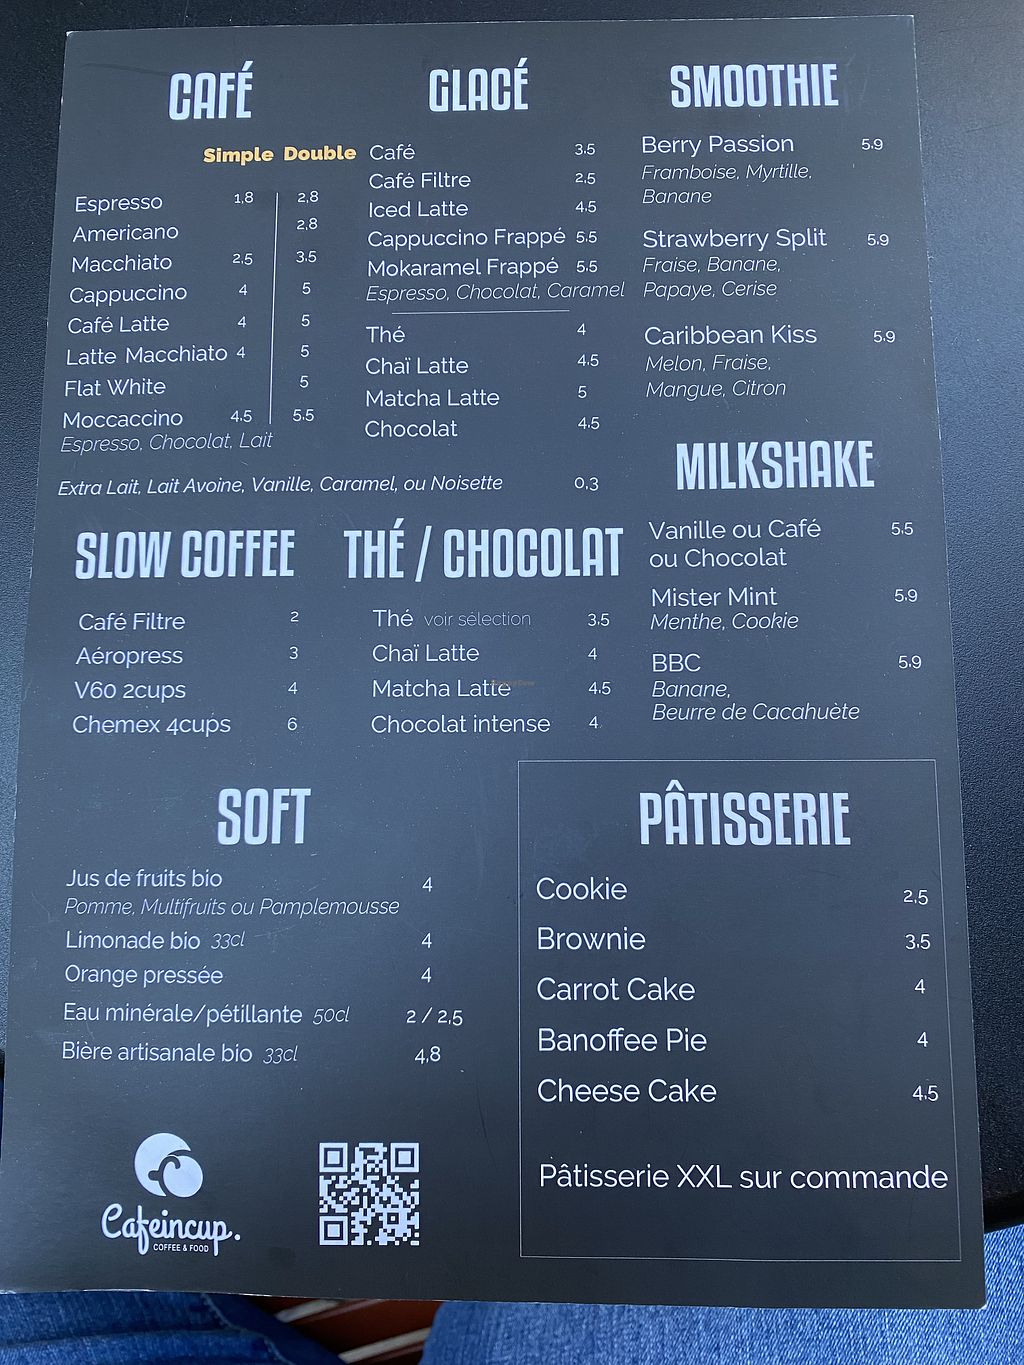 CAFÉ
Simple Double
Espresso 1,8 2,8
Americano 2,8
Macchiato 2,5 3,5
Cappuccino 4 5
Café Latte 4 5
Latte Macchiato 4 5
Flat White 5
Moccaccino 4,5 5,5
Espresso, Chocolat, Lait
GLACÉ
Café 3,5
Café Filtre 2,5
Iced Latte 4,5
Cappuccino Frappé 5,5
Mokaramel Frappé 5,5
Espresso, Chocolat, Caramel
Thé 4
Chaï Latte 4,5
Matcha Latte 5
Chocolat 4,5
Extra Lait, Lait Avoine, Vanille, Caramel, ou Noisette 0,3
SMOOTHIE
Berry Passion 5,9
Framboise, Myrtille,
Banane
Strawberry Split 5,9
Fraise, Banane,
Papaye, Cerise
Caribbean Kiss 5,9
Melon, Fraise,
Mangue, Citron
MILKSHAKE
Vanille ou Café 5,5
ou Chocolat
Mister Mint 5,9
Menthe, Cookie
BBC 5,9
Banane,
Beurre de Cacahuète
SLOW COFFEE
Café Filtre 2
Aéropress 3
V60 2cups 4
Chemex 4cups 6
THÉ / CHOCOLAT
Thé voir sélection 3,5
Chaï Latte 4
Matcha Latte 4,5
Chocolat intense 4
SOFT
Jus de fruits bio 4
Pomme, Multifruits ou Pamplemousse
Limonade bio 33cl 4
Orange pressée 4
Eau minérale/pétillante 50cl 2 / 2,5
Bière artisanale bio 33cl 4,8
PÂTISSERIE
Cookie 2,5
Brownie 3,5
Carrot Cake 4
Banoffee Pie 4
Cheese Cake 4,5
Pâtisserie XXL sur commande
Cafeincup.
COFFEE & FOOD